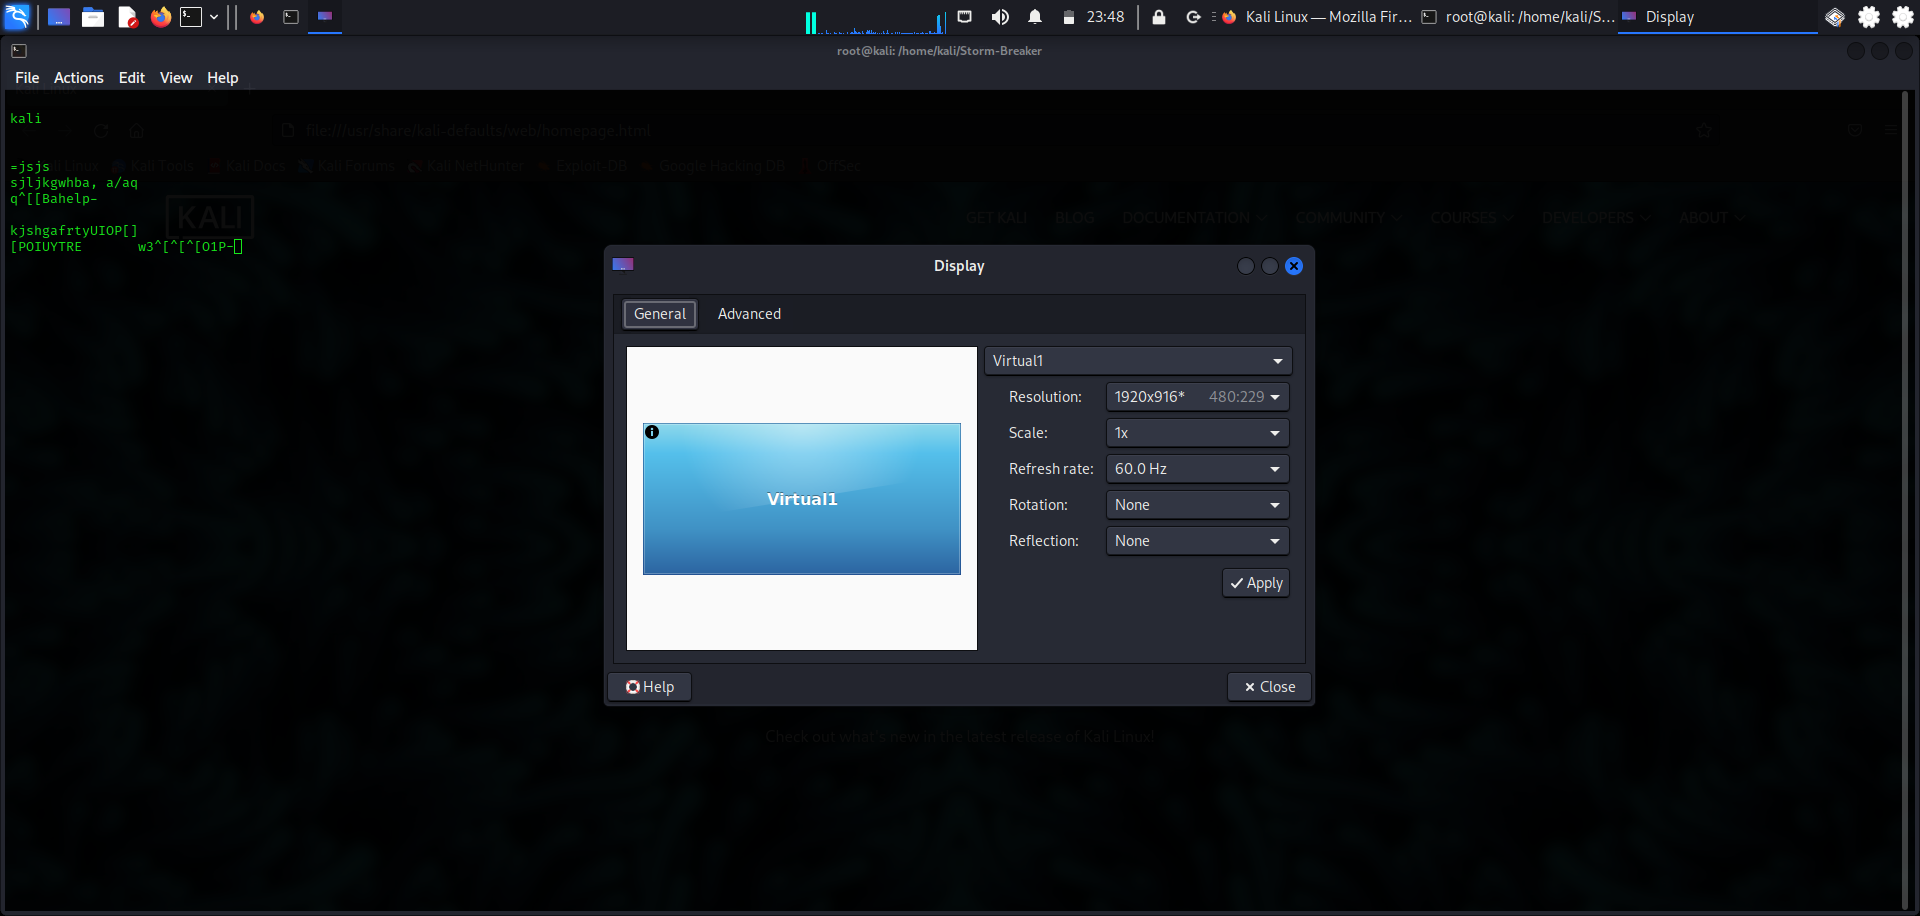 23:48
Kali Linux — Mozilla Fir...
root@kali: /home/kali/S...
Display
root@kali: /home/kali/Storm-Breaker
File Actions Edit View Help
kali
file:///usr/share/kali-defaults/web/homepage.html
=jsjs
Linux Kali Tools Kali Docs Kali Forums Kali NetHunter Exploit-DB Google Hacking DB OffSec
sjljkgwhba, a/aq
q^[[Bahelp-
KALI
GET KALI BLOG DOCUMENTATION COMMUNITY COURSES DEVELOPERS ABOUT
kjshgafrtyUIOP[]
[POIUYTRE w3^[^[^[O1P-
Display
General Advanced
Virtual1
Virtual1
Resolution: 1920x916* 480:229
Scale: 1x
Refresh rate: 60.0 Hz
Rotation: None
Reflection: None
Apply
Help
Close
Check out what's new in the latest release of Kali Linux!